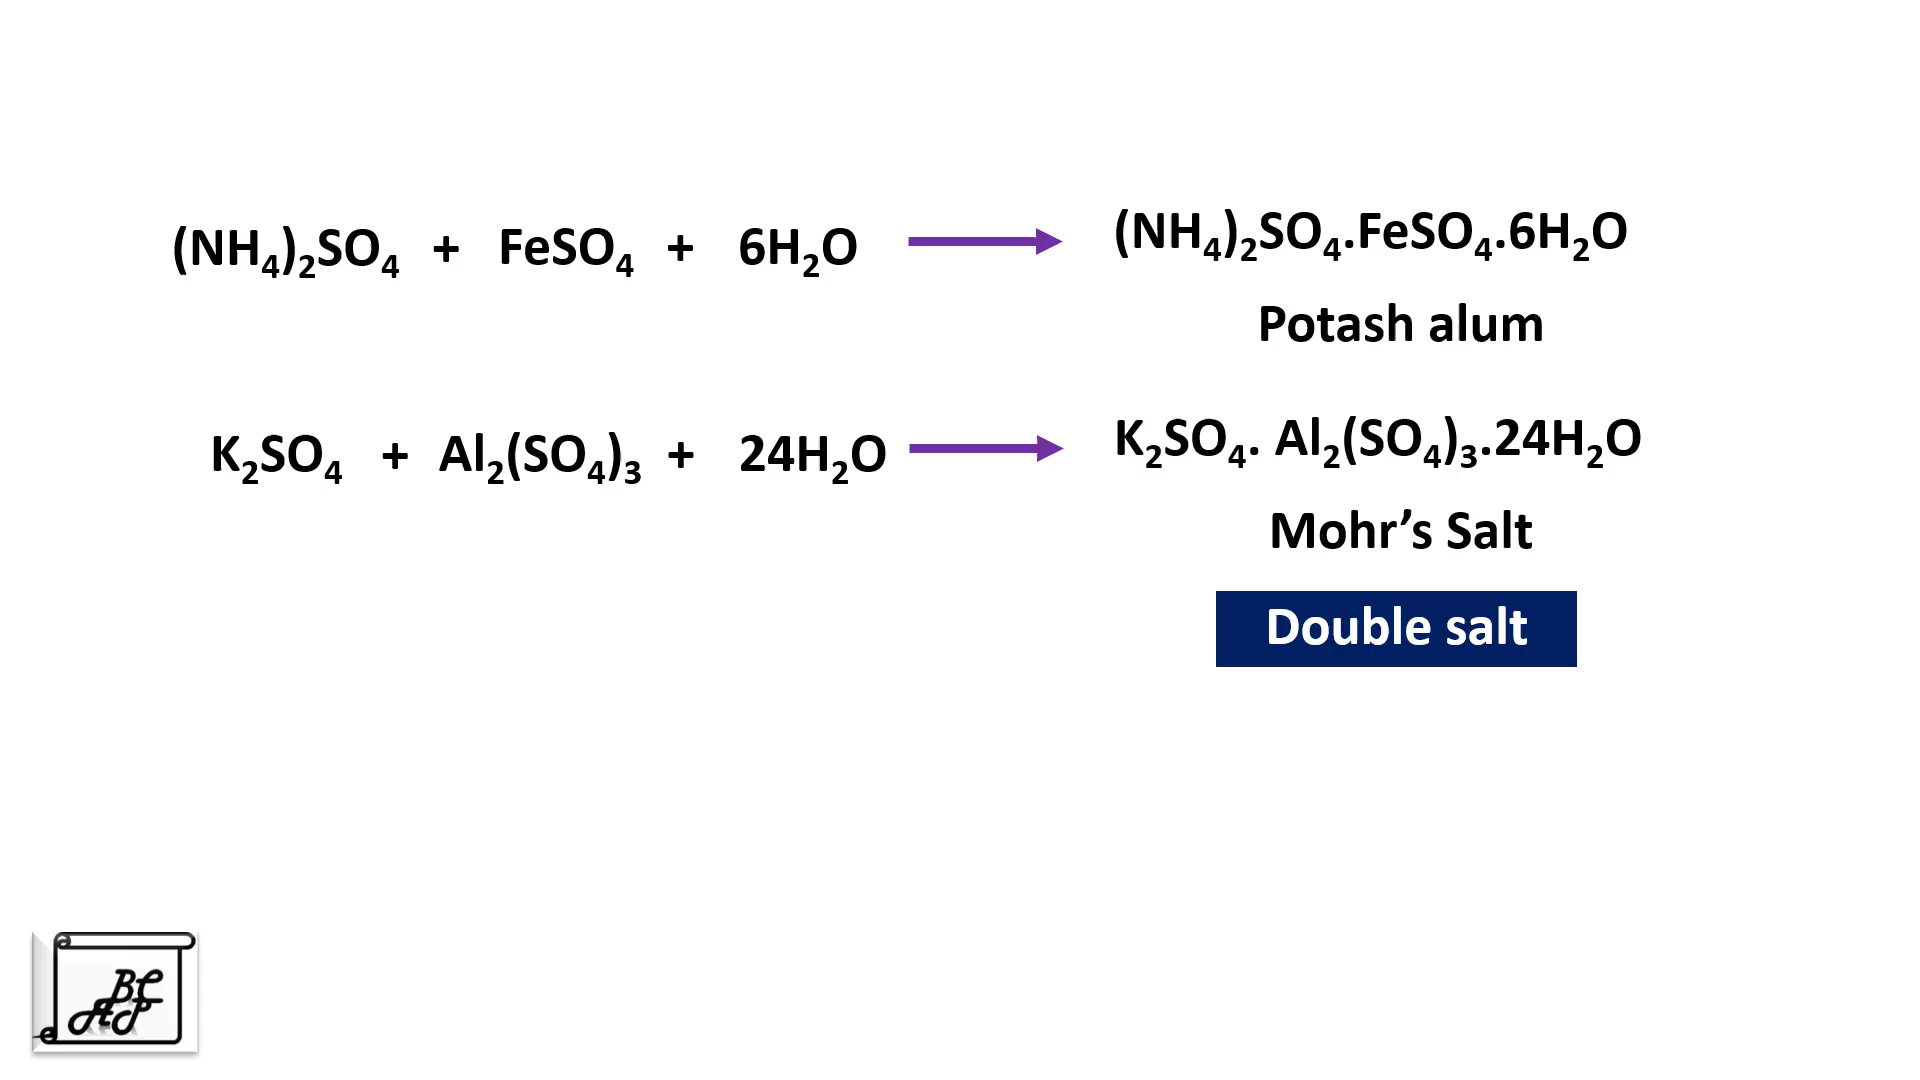 (NH₄)₂SO₄ + FeSO₄ + 6H₂O ⟶ (NH₄)₂SO₄.FeSO₄.6H₂O
Potash alum
K₂SO₄ + Al₂(SO₄)₃ + 24H₂O ⟶ K₂SO₄. Al₂(SO₄)₃.24H₂O
Mohr’s Salt
Double salt